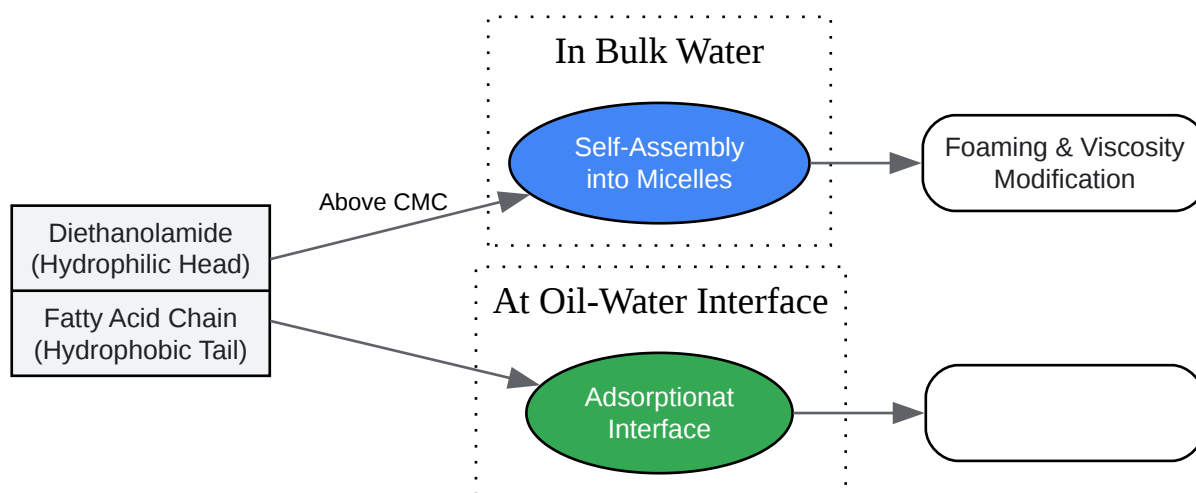 In Bulk Water
Self-Assembly
into Micelles
Foaming & Viscosity
Modification
Above CMC
Diethanolamide
(Hydrophilic Head)
Fatty Acid Chain
(Hydrophobic Tail)
At Oil-Water Interface
Adsorptionat
Interface